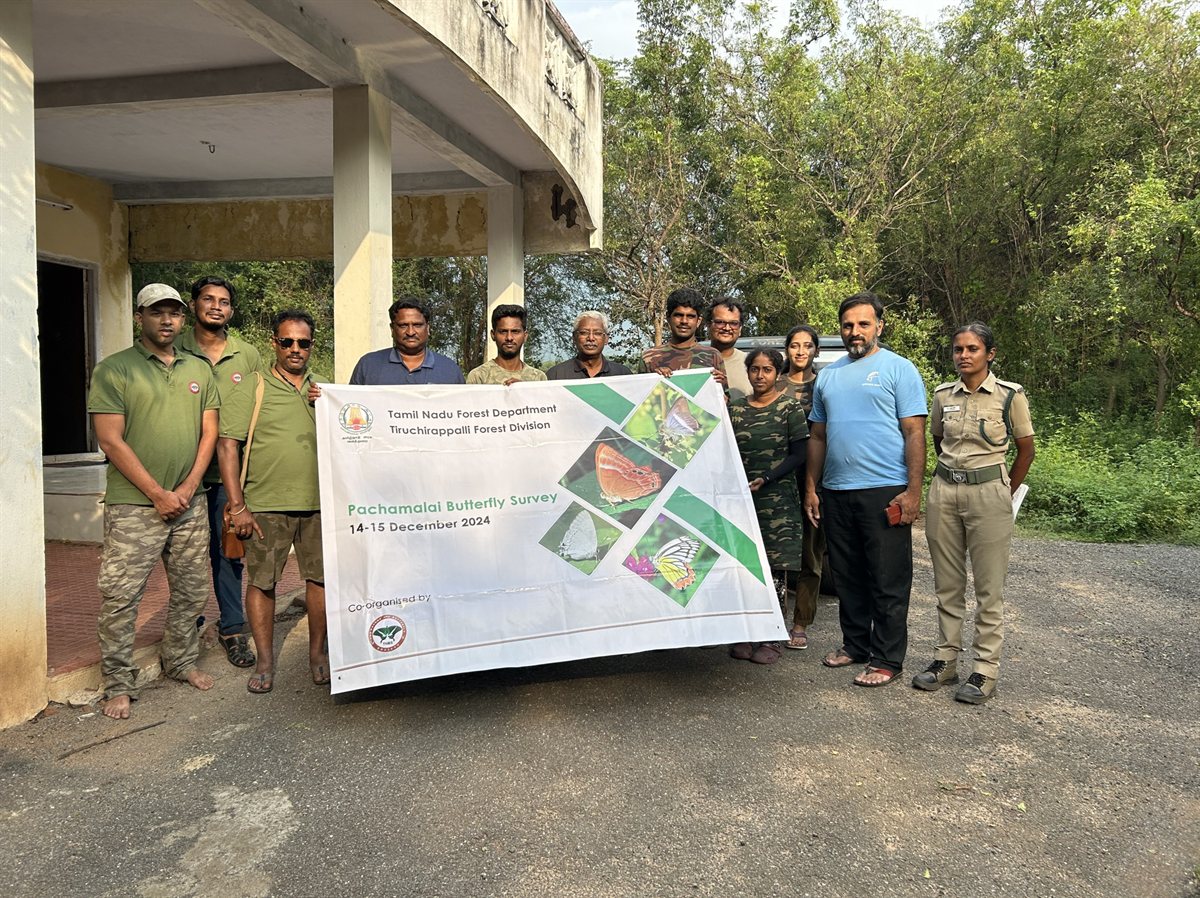 Tamil Nadu Forest Department
Tiruchirappalli Forest Division
Pachamalai Butterfly Survey
14-15 December 2024
Co-organised by